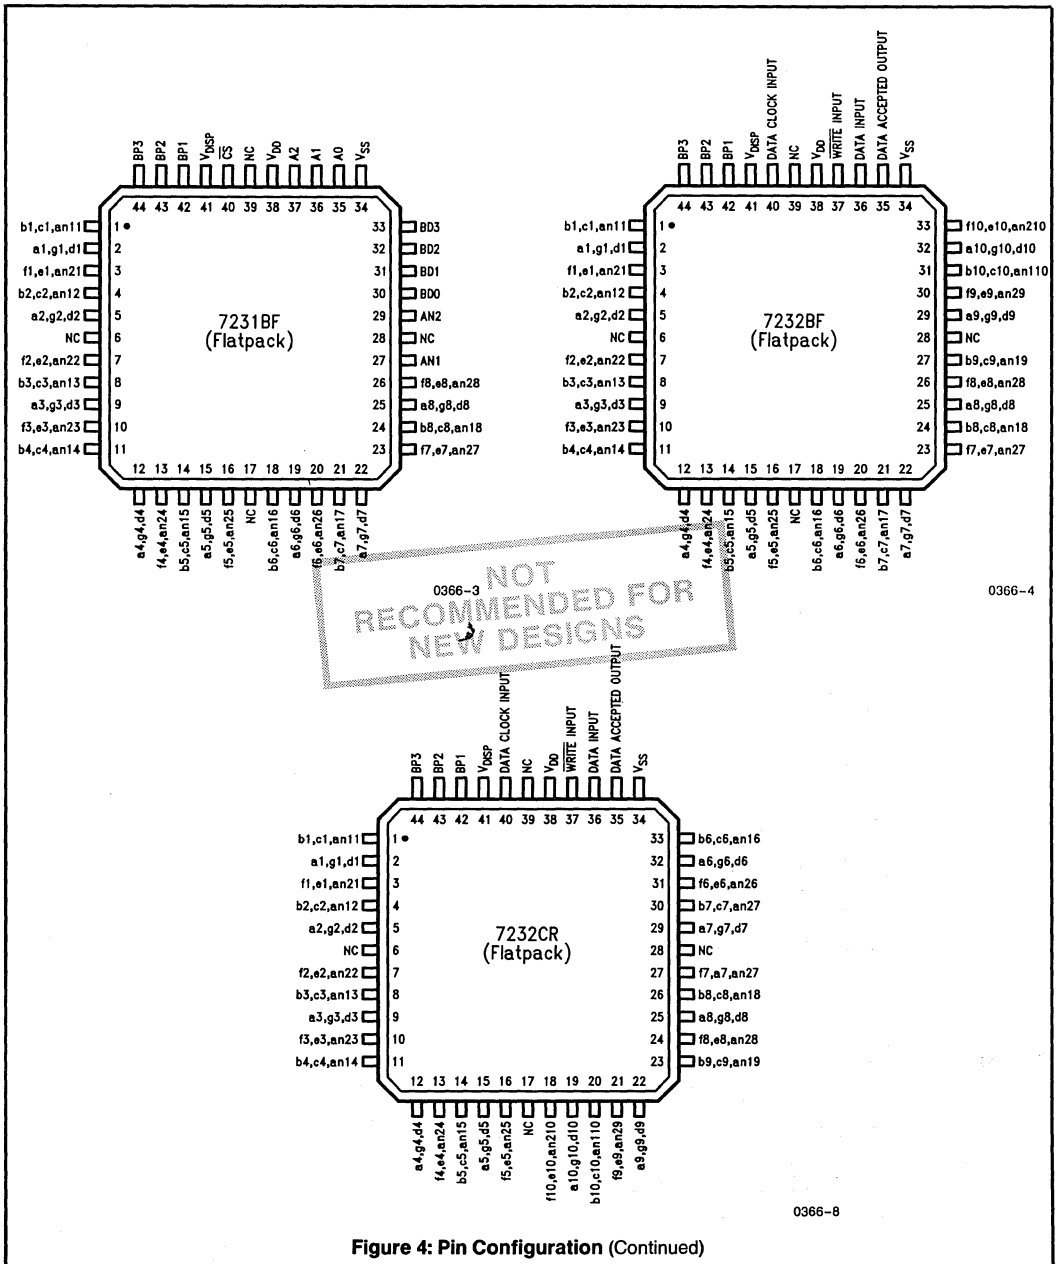 BP3
BP2
BP1
VDISP
CS
NC
VDD
A2
A1
A0
VSS
44 43 42 41 40 39 38 37 36 35 34
b1,c1,an11 1
a1,g1,d1 2
f1,e1,an21 3
b2,c2,an12 4
a2,g2,d2 5
NC 6
f2,e2,an22 7
b3,c3,an13 8
a3,g3,d3 9
f3,e3,an23 10
b4,c4,an14 11
7231BF
(Flatpack)
33 BD3
32 BD2
31 BD1
30 BD0
29 AN2
28 NC
27 AN1
26 f8,e8,an28
25 a8,g8,d8
24 b8,c8,an18
23 f7,e7,an27
12 13 14 15 16 17 18 19 20 21 22
a4,g4,d4
f4,e4,an24
b5,c5,an15
a5,g5,d5
f5,e5,an25
NC
b6,c6,an16
a6,g6,d6
f6,e6,an26
b7,c7,an17
a7,g7,d7
0366-3
BP3
BP2
BP1
VDISP
DATA CLOCK INPUT
NC
VDD
WRITE INPUT
DATA INPUT
DATA ACCEPTED OUTPUT
VSS
44 43 42 41 40 39 38 37 36 35 34
b1,c1,an11 1
a1,g1,d1 2
f1,e1,an21 3
b2,c2,an12 4
a2,g2,d2 5
NC 6
f2,e2,an22 7
b3,c3,an13 8
a3,g3,d3 9
f3,e3,an23 10
b4,c4,an14 11
7232BF
(Flatpack)
33 f10,e10,an210
32 a10,g10,d10
31 b10,c10,an110
30 f9,e9,an29
29 a9,g9,d9
28 NC
27 b9,c9,an19
26 f8,e8,an28
25 a8,g8,d8
24 b8,c8,an18
23 f7,e7,an27
12 13 14 15 16 17 18 19 20 21 22
a4,g4,d4
f4,e4,an24
b5,c5,an15
a5,g5,d5
f5,e5,an25
NC
b6,c6,an16
a6,g6,d6
f6,e6,an26
b7,c7,an17
a7,g7,d7
0366-4
NOT
RECOMMENDED FOR
NEW DESIGNS
BP3
BP2
BP1
VDISP
DATA CLOCK INPUT
NC
VDD
WRITE INPUT
DATA INPUT
DATA ACCEPTED OUTPUT
VSS
44 43 42 41 40 39 38 37 36 35 34
b1,c1,an11 1
a1,g1,d1 2
f1,e1,an21 3
b2,c2,an12 4
a2,g2,d2 5
NC 6
f2,e2,an22 7
b3,c3,an13 8
a3,g3,d3 9
f3,e3,an23 10
b4,c4,an14 11
7232CR
(Flatpack)
33 b6,c6,an16
32 a6,g6,d6
31 f6,e6,an26
30 b7,c7,an27
29 a7,g7,d7
28 NC
27 f7,a7,an27
26 b8,c8,an18
25 a8,g8,d8
24 f8,e8,an28
23 b9,c9,an19
12 13 14 15 16 17 18 19 20 21 22
a4,g4,d4
f4,e4,an24
b5,c5,an15
a5,g5,d5
f5,e5,an25
NC
f10,e10,an210
a10,g10,d10
b10,c10,an110
f9,e9,an29
a9,g9,d9
0366-8
Figure 4: Pin Configuration (Continued)